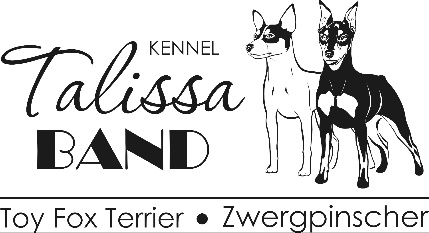 KENNEL
Talissa
BAND
Toy Fox Terrier • Zwergpinscher